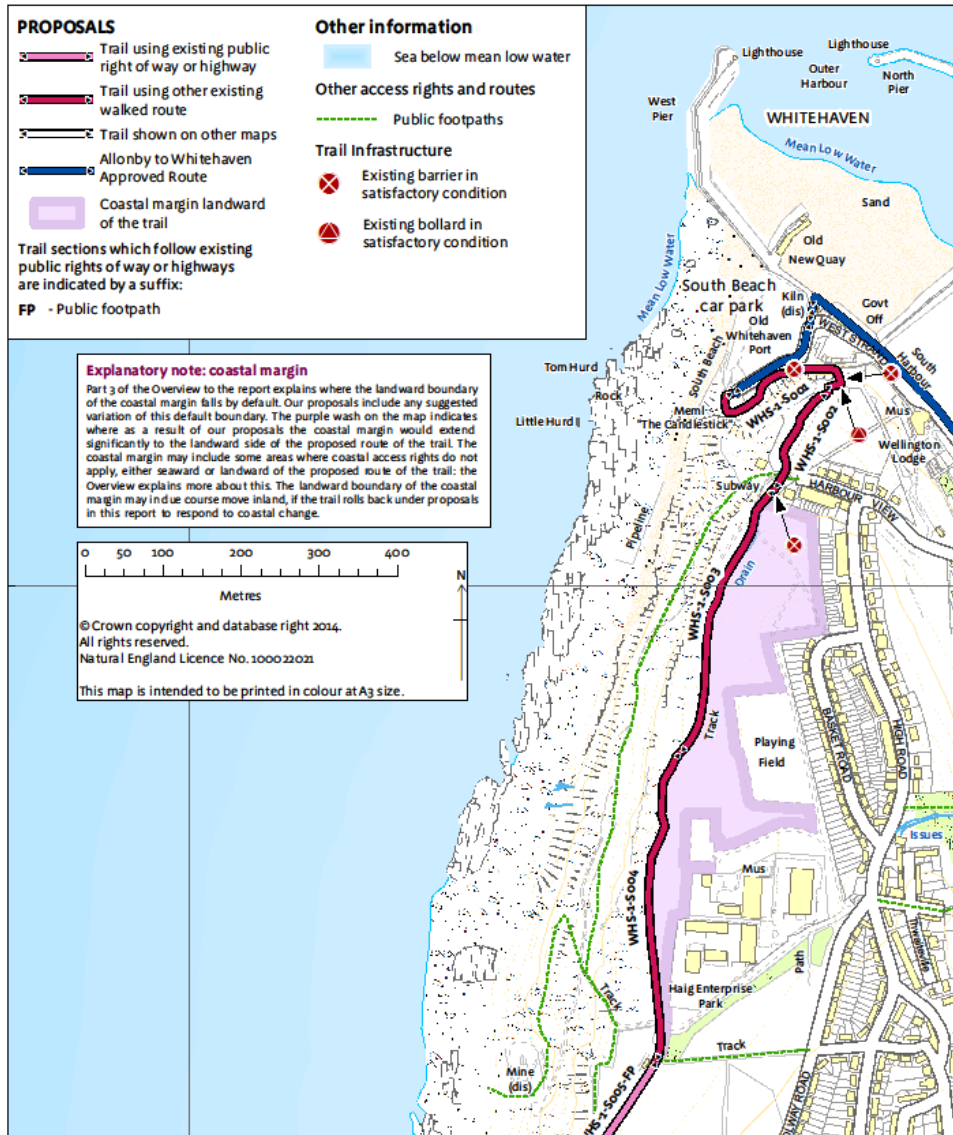 PROPOSALS
Trail using existing public
right of way or highway
Trail using other existing
walked route
Trail shown on other maps
Allonby to Whitehaven
Approved Route
Coastal margin landward
of the trail
Trail sections which follow existing
public rights of way or highways
are indicated by a suffix:
FP - Public footpath
Other information
Sea below mean low water
Other access rights and routes
Public footpaths
Trail Infrastructure
Existing barrier in
satisfactory condition
Existing bollard in
satisfactory condition
Explanatory note: coastal margin
Part 3 of the Overview to the report explains where the landward boundary
of the coastal margin falls by default. Our proposals include any suggested
variation of this default boundary. The purple wash on the map indicates
where as a result of our proposals the coastal margin would extend
significantly to the landward side of the proposed route of the trail. The
coastal margin may include some areas where coastal access rights do not
apply, either seaward or landward of the proposed route of the trail: the
Overview explains more about this. The landward boundary of the coastal
margin may in due course move inland, if the trail rolls back under proposals
in this report to respond to coastal change.
0 50 100 200 300 400
Metres
N
© Crown copyright and database right 2014.
All rights reserved.
Natural England Licence No. 100022021
This map is intended to be printed in colour at A3 size.
Lighthouse
Lighthouse
Outer
Harbour
North
Pier
West
Pier
WHITEHAVEN
Mean Low Water
Sand
Old
New Quay
Mean Low Water
South Beach
car park
Kiln
(dis)
Govt
Off
Old
Whitehaven
Port
WEST STRAND
South
Harbour
South Beach
Tom Hurd
Rock
Little Hurd
Meml
"The Candlestick"
WHS-1-S001
WHS-1-S002
Mus
Wellington
Lodge
Subway
HARBOUR VIEW
Pipeline
Drain
WHS-1-S003
Track
Playing
Field
BASKET ROAD
HIGH ROAD
Issues
Mus
WHS-1-S004
Path
Thwaiteville
Haig Enterprise
Park
Track
Track
Mine
(dis)
WHS-1-S005-FP
ROAD